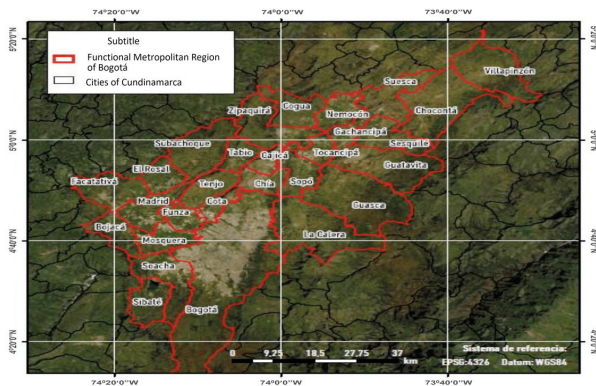 74°20'0"W 74°0'0"W 73°40'0"W
Subtitle
Functional Metropolitan Region
of Bogotá
Cities of Cundinamarca
Villapinzón
Suesca
Cogua
Zipaquirá
Chocontá
Nemocón
Gachancipá
Subachoque
Sesquilé
Tabio
Cajicá
Tocancipá
Guatavita
El Rosal
Facatativá
Tenjo
Chía
Sopó
Madrid
Cota
Guasca
Funza
Bojacá
La Calera
Mosquera
Soacha
Sibaté
Bogotá
0 9,25 18,5 27,75 37
km
Sistema de referencia:
EPSG:4326 Datum: WGS84
74°20'0"W 74°0'0"W 73°40'0"W